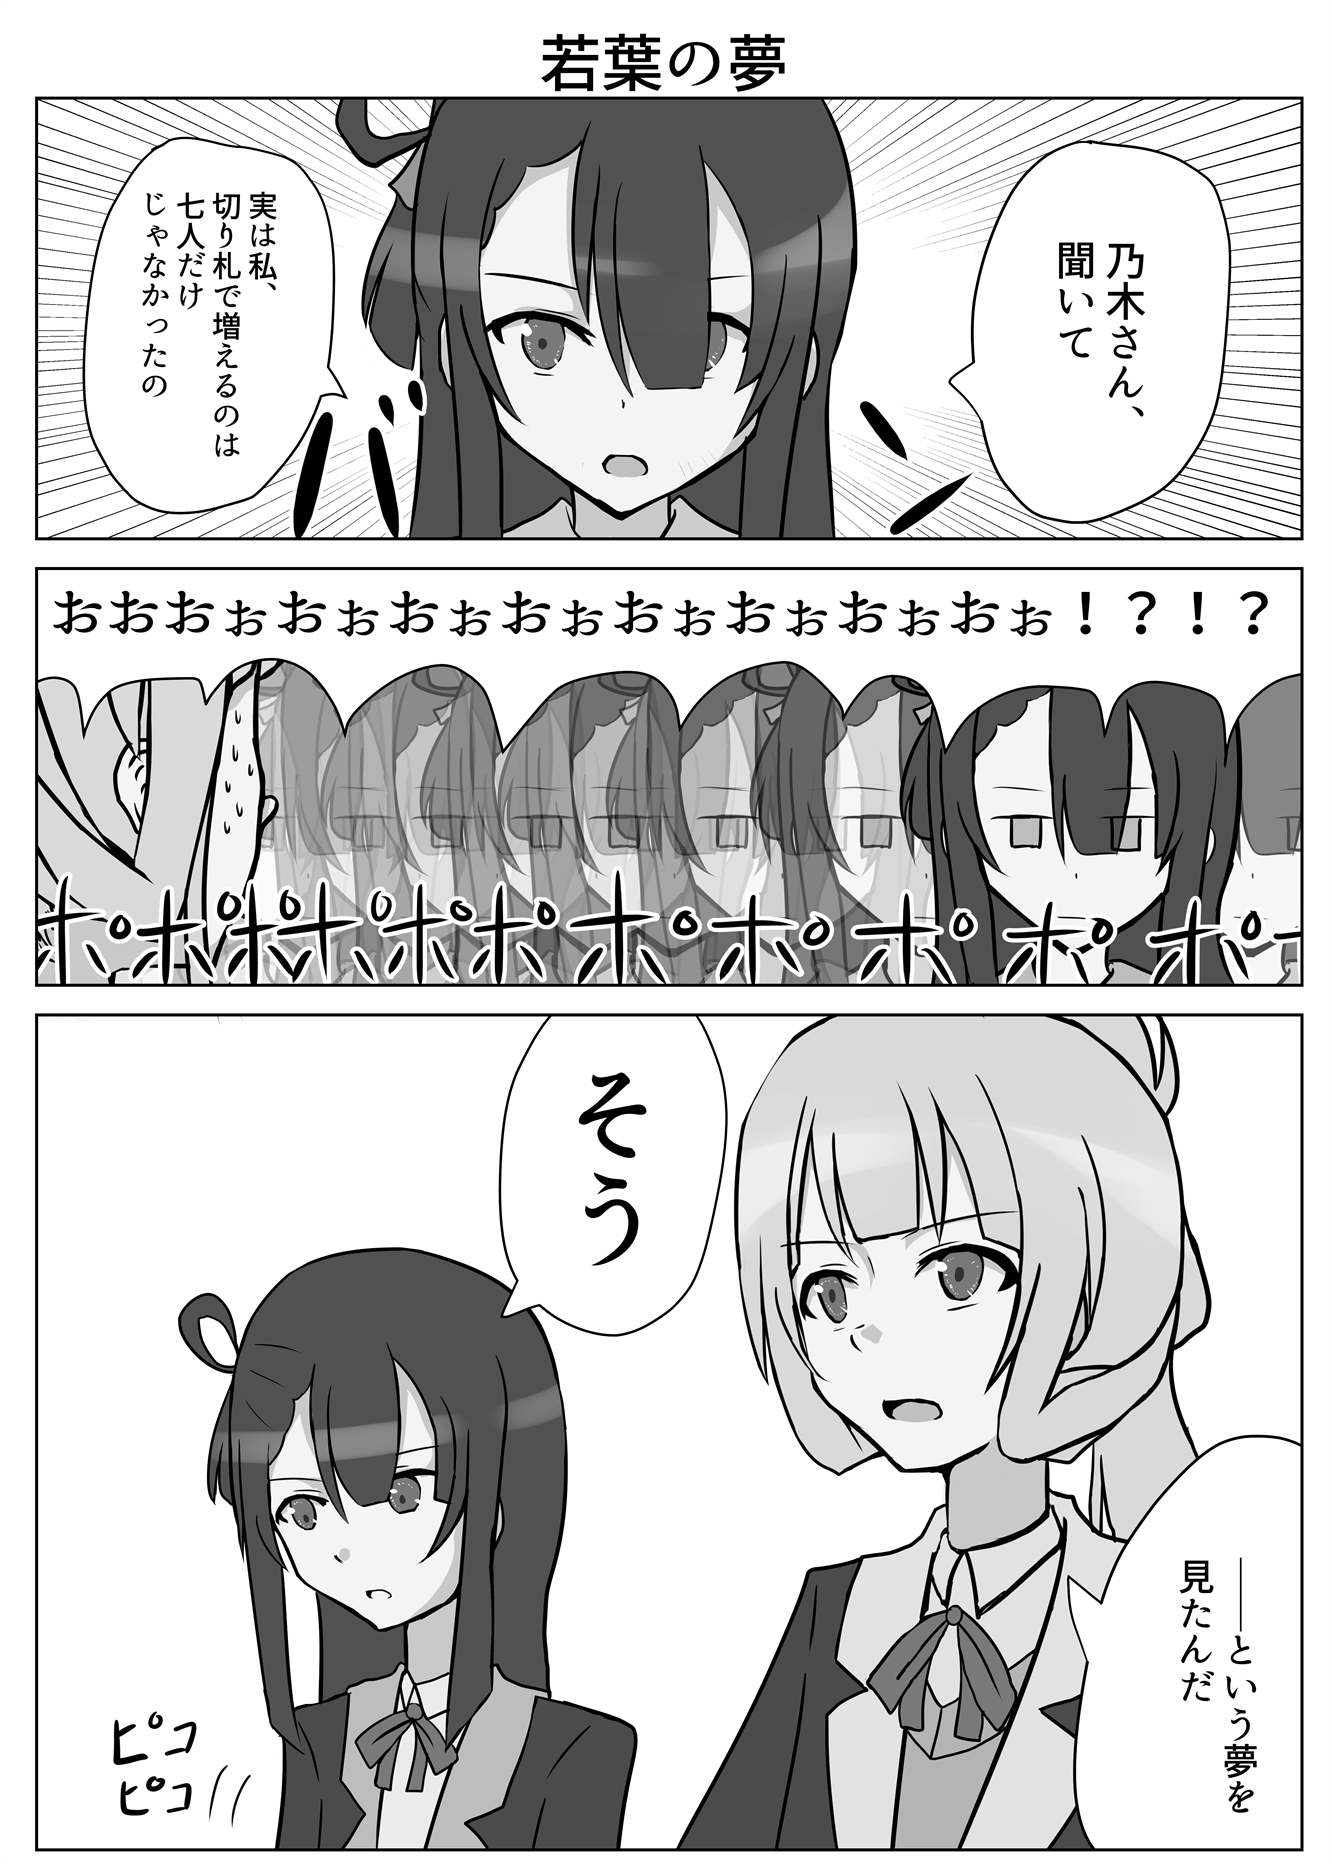 若葉の夢
乃木さん、
聞いて
実は私、
切り札で増えるのは
七人だけ
じゃなかったの
バーン
おおおぉおぉおぉおぉおぉおぉおぉおぉ！？！？
ポポポポポポポポポポポ
――という夢を
見たんだ
そう
ピコ
ピコ